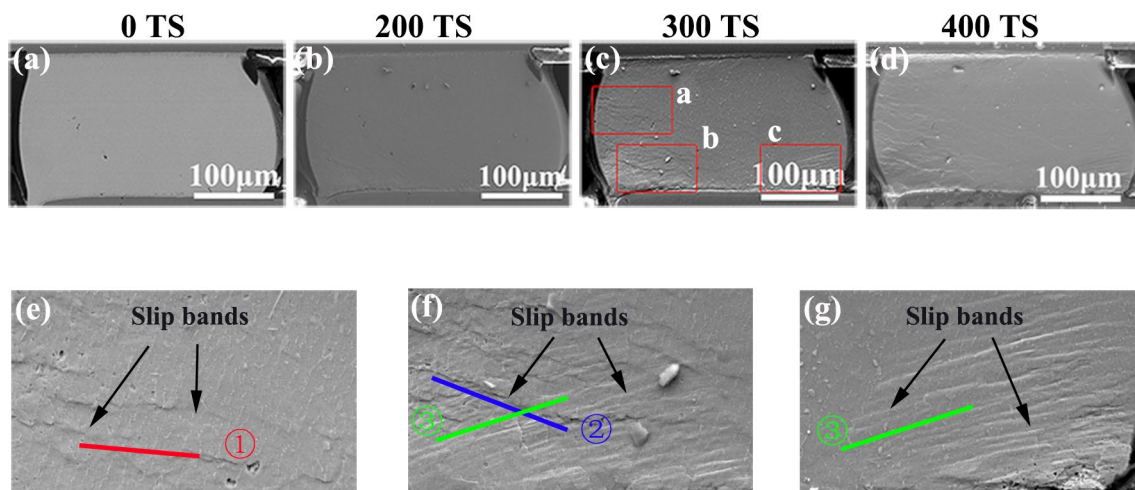 0 TS 200 TS 300 TS 400 TS
(a) (b) (c) (d)
a
b c
100μm 100μm 100μm 100μm
(e) (f) (g)
Slip bands Slip bands Slip bands
① ③ ② ③